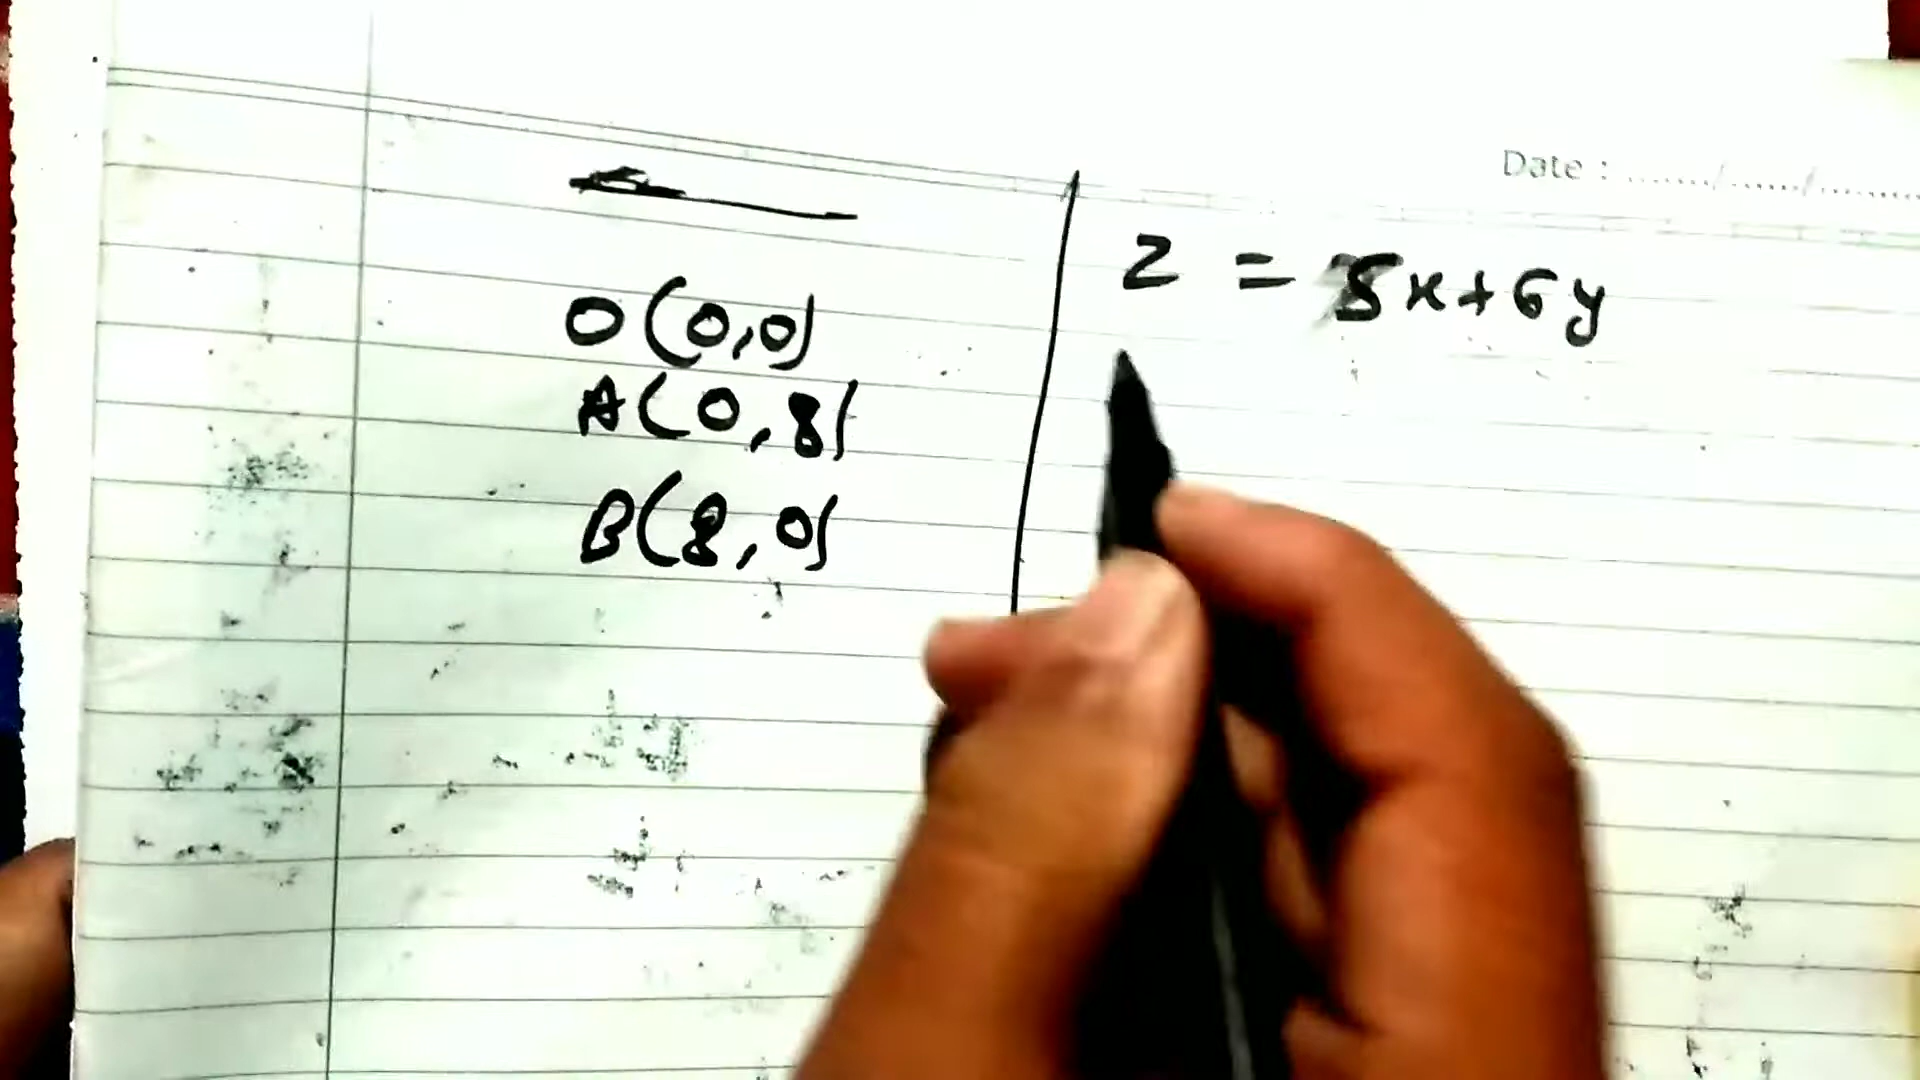 Date : ....../....../.........
z = 5x+6y
O(0,0)
A(0,8)
B(8,0)